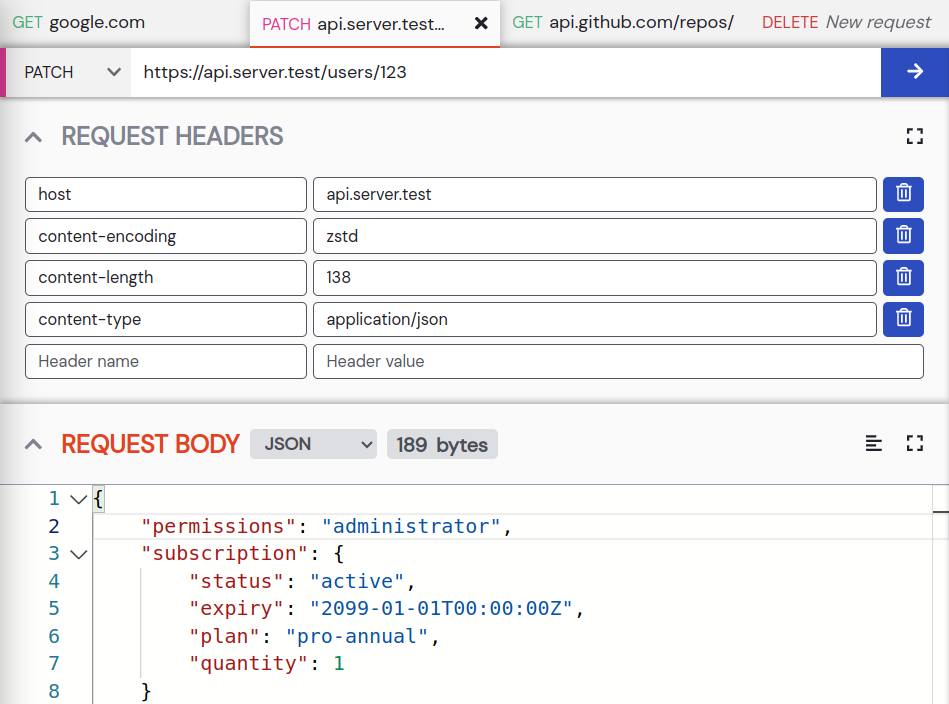 GET google.com PATCH api.server.test... GET api.github.com/repos/ DELETE New request
PATCH https://api.server.test/users/123
REQUEST HEADERS
host api.server.test
content-encoding zstd
content-length 138
content-type application/json
Header name Header value
REQUEST BODY JSON 189 bytes
1 {
2 "permissions": "administrator",
3 "subscription": {
4 "status": "active",
5 "expiry": "2099-01-01T00:00:00Z",
6 "plan": "pro-annual",
7 "quantity": 1
8 }